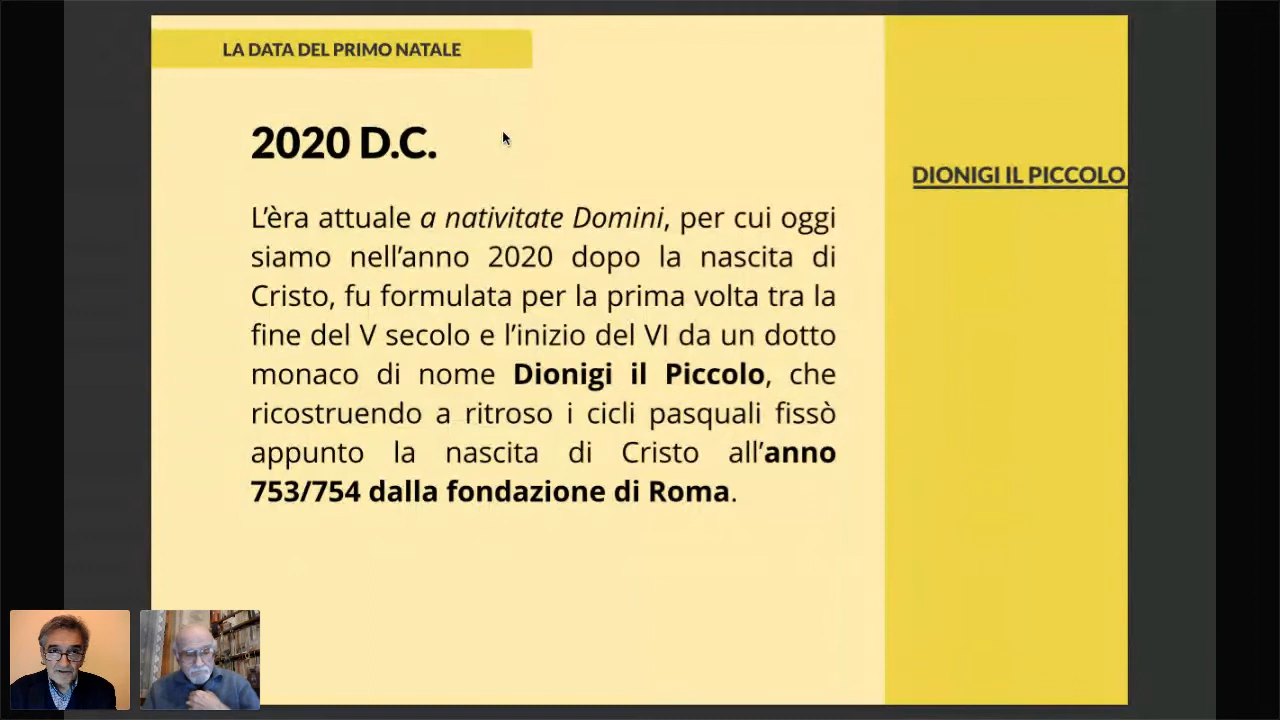 LA DATA DEL PRIMO NATALE
2020 D.C.
L'èra attuale a nativitate Domini, per cui oggi
siamo nell'anno 2020 dopo la nascita di
Cristo, fu formulata per la prima volta tra la
fine del V secolo e l'inizio del VI da un dotto
monaco di nome Dionigi il Piccolo, che
ricostruendo a ritroso i cicli pasquali fissò
appunto la nascita di Cristo all'anno
753/754 dalla fondazione di Roma.
DIONIGI IL PICCOLO